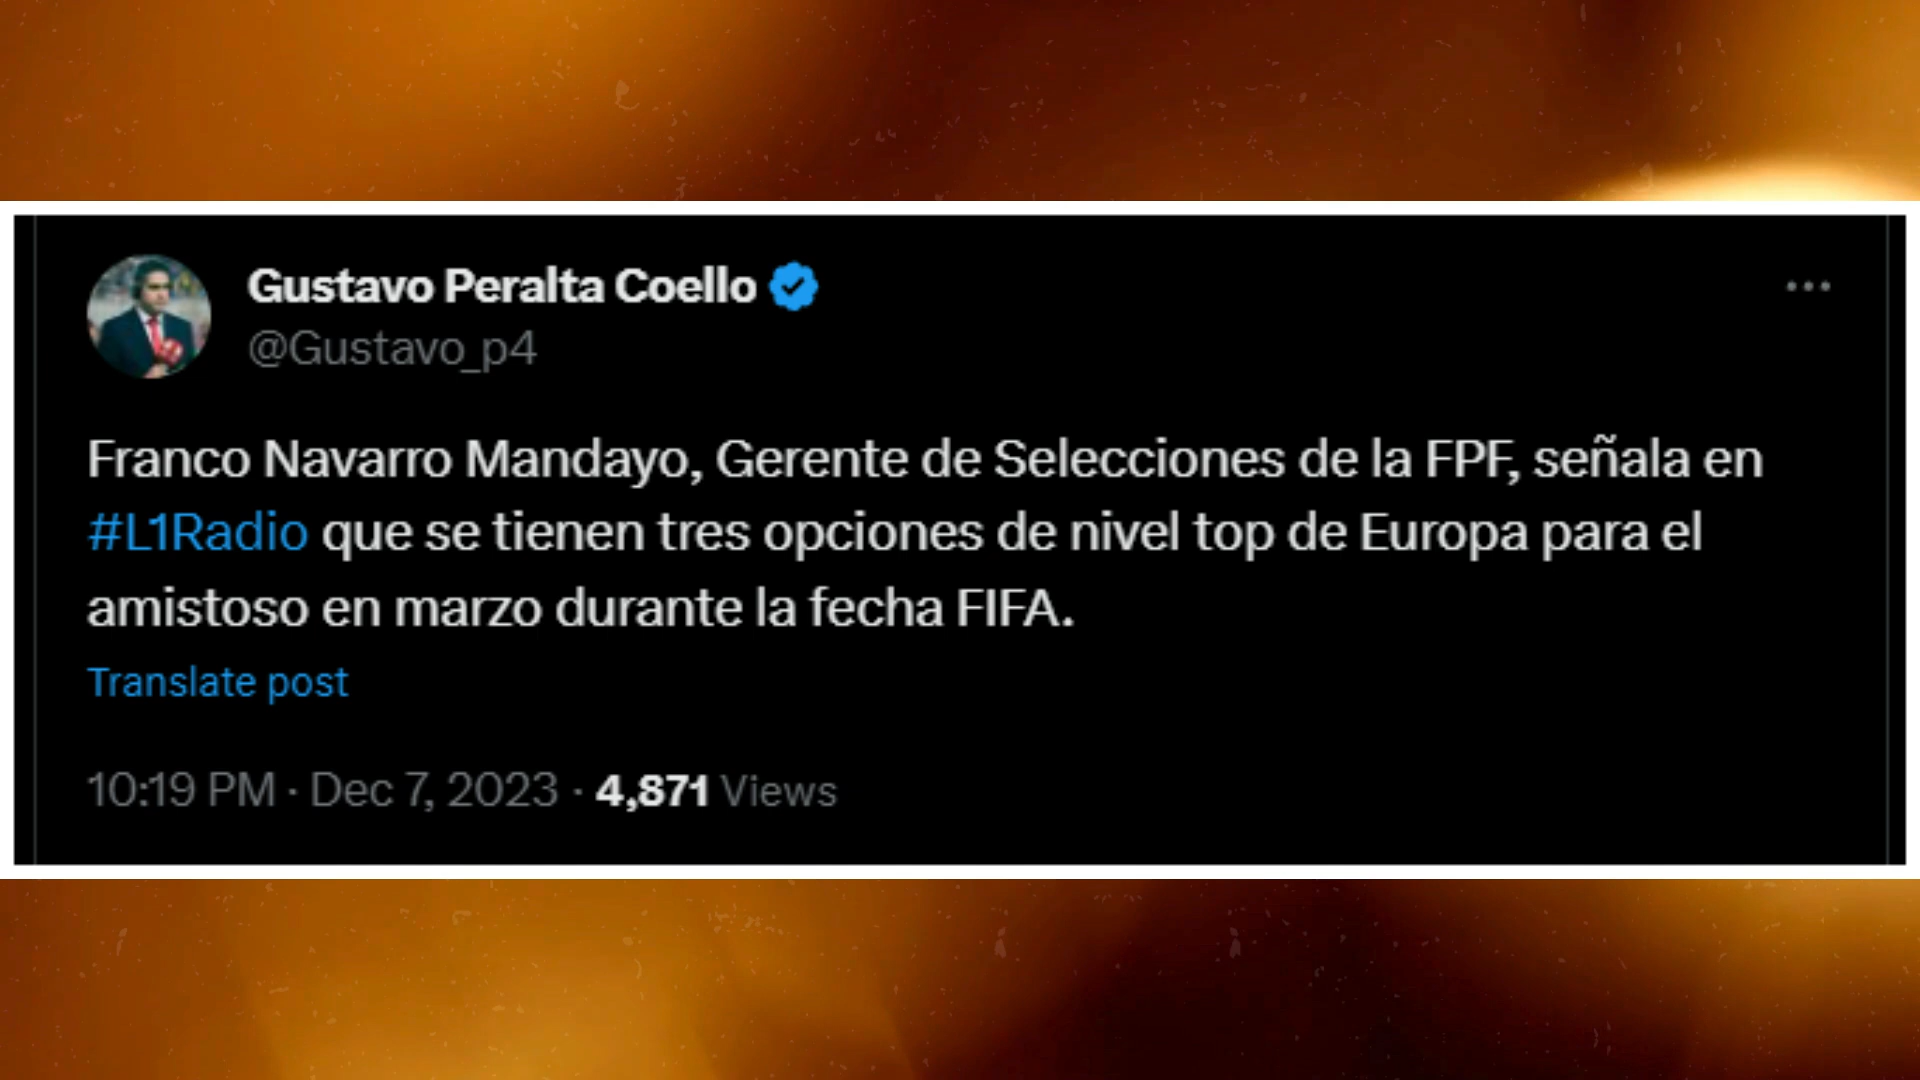 Gustavo Peralta Coello
@Gustavo_p4
Franco Navarro Mandayo, Gerente de Selecciones de la FPF, señala en
#L1Radio que se tienen tres opciones de nivel top de Europa para el
amistoso en marzo durante la fecha FIFA.
Translate post
10:19 PM · Dec 7, 2023 · 4,871 Views